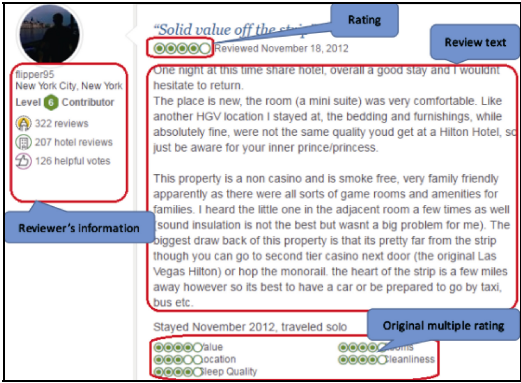 "Solid value off the strip"
Rating
Reviewed November 18, 2012
Review text
flipper95
New York City, New York
Level 6 Contributor
322 reviews
207 hotel reviews
126 helpful votes
Reviewer's information
One night at this time share hotel, overall a good stay and I wouldnt
hesitate to return.
The place is new, the room (a mini suite) was very comfortable. Like
another HGV location I stayed at, the bedding and furnishings, while
absolutely fine, were not the same quality youd get at a Hilton Hotel, so
just be aware for your inner prince/princess.
This property is a non casino and is smoke free, very family friendly
apparently as there were all sorts of game rooms and amenities for
families. I heard the little one in the adjacent room a few times as well
(sound insulation is not the best but wasnt a big problem for me). The
biggest draw back of this property is that its pretty far from the strip
though you can go to second tier casino next door (the original Las
Vegas Hilton) or hop the monorail. the heart of the strip is a few miles
away however so its best to have a car or be prepared to go by taxi,
bus etc.
Stayed November 2012, traveled solo
Original multiple rating
Value
Rooms
Location
Cleanliness
Sleep Quality